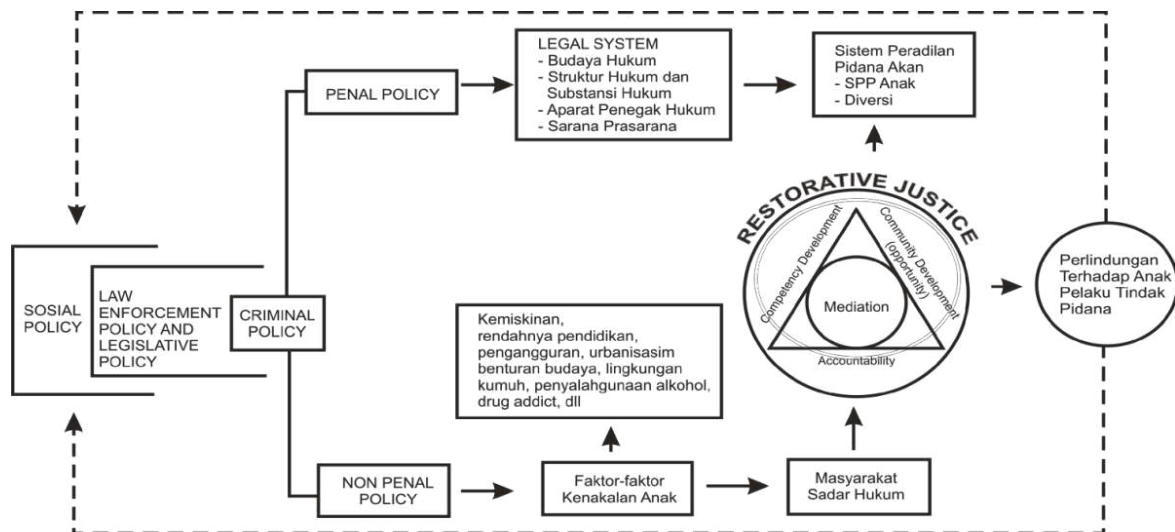 LEGAL SYSTEM
- Budaya Hukum
- Struktur Hukum dan
Substansi Hukum
- Aparat Penegak Hukum
- Sarana Prasarana
Sistem Peradilan
Pidana Akan
- SPP Anak
- Diversi
PENAL POLICY
RESTORATIVE JUSTICE
Competency Development
Community Development
(opportunity)
Mediation
Accountability
Perlindungan
Terhadap Anak
Pelaku Tindak
Pidana
SOSIAL
POLICY
LAW
ENFORCEMENT
POLICY AND
LEGISLATIVE
POLICY
CRIMINAL
POLICY
Kemiskinan,
rendahnya pendidikan,
pengangguran, urbanisasim
benturan budaya, lingkungan
kumuh, penyalahgunaan alkohol,
drug addict, dll
NON PENAL
POLICY
Faktor-faktor
Kenakalan Anak
Masyarakat
Sadar Hukum